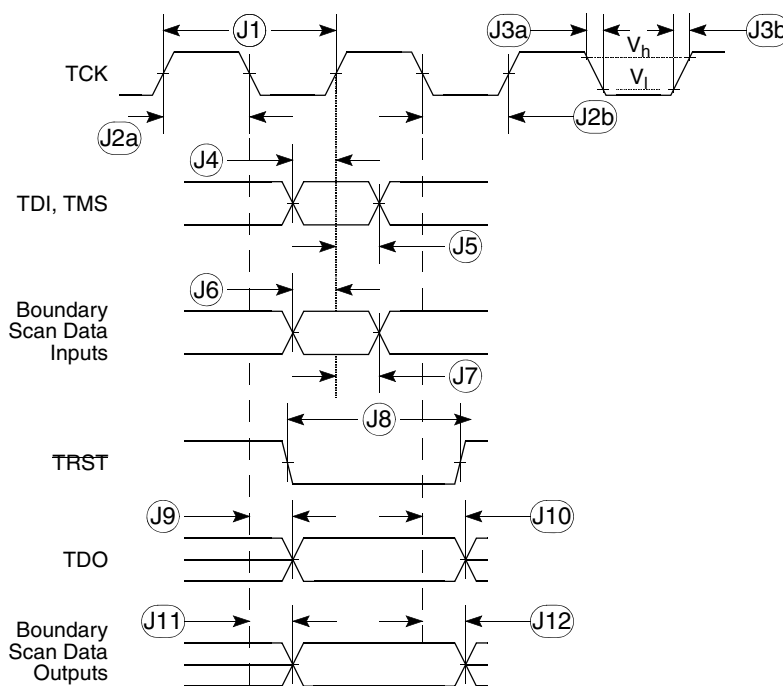 J1
J3a
J3b
TCK
Vh
Vl
J2a
J2b
J4
TDI, TMS
J5
J6
Boundary
Scan Data
Inputs
J7
J8
TRST
J9
J10
TDO
J11
J12
Boundary
Scan Data
Outputs